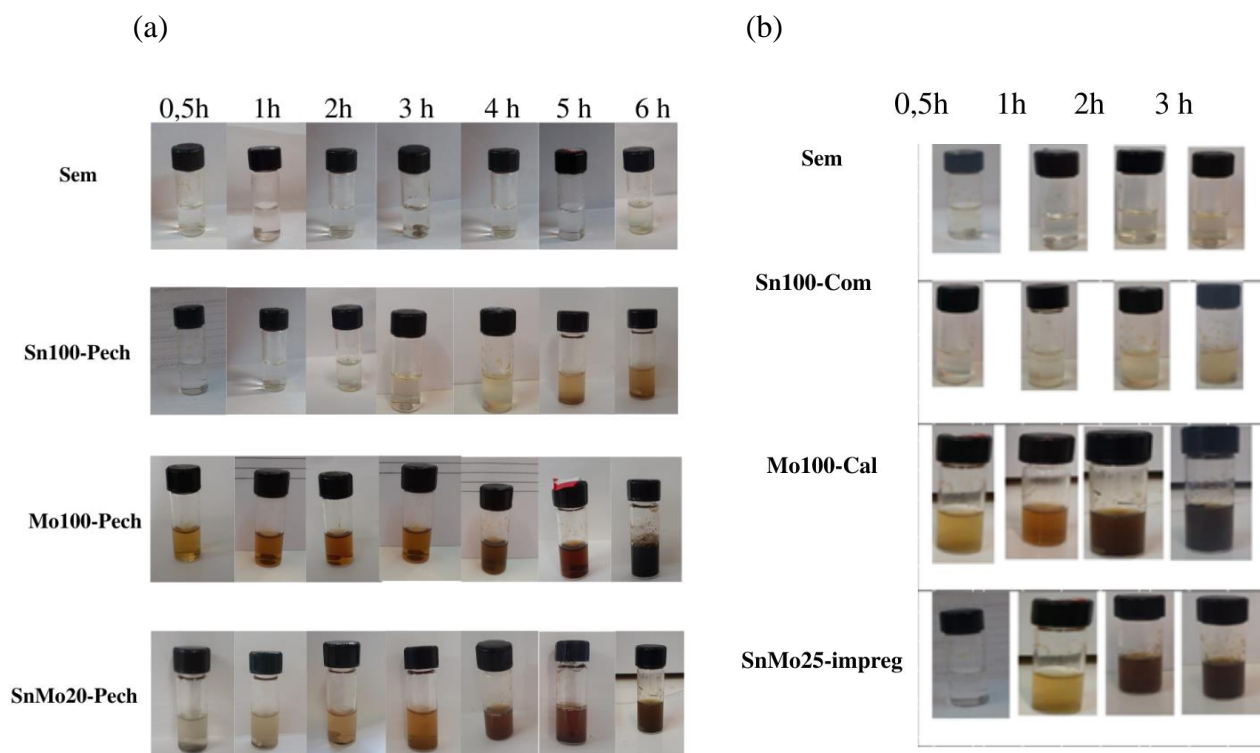 (a)
0,5h 1h 2h 3 h 4 h 5 h 6 h
Sem
Sn100-Pech
Mo100-Pech
SnMo20-Pech
(b)
0,5h 1h 2h 3 h
Sem
Sn100-Com
Mo100-Cal
SnMo25-impreg